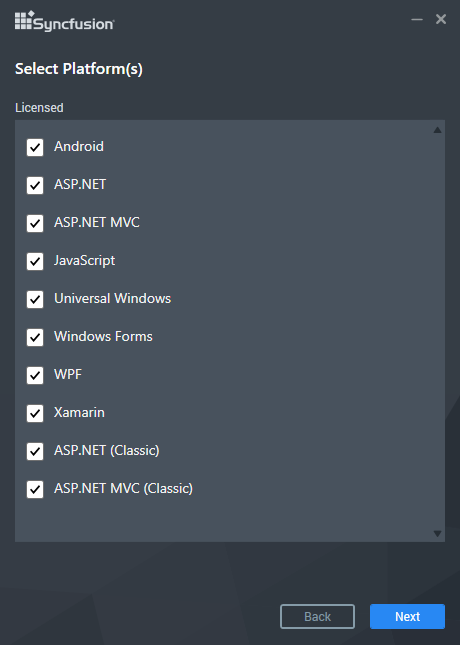 Syncfusion
Select Platform(s)
Licensed
Android
ASP.NET
ASP.NET MVC
JavaScript
Universal Windows
Windows Forms
WPF
Xamarin
ASP.NET (Classic)
ASP.NET MVC (Classic)
Back
Next